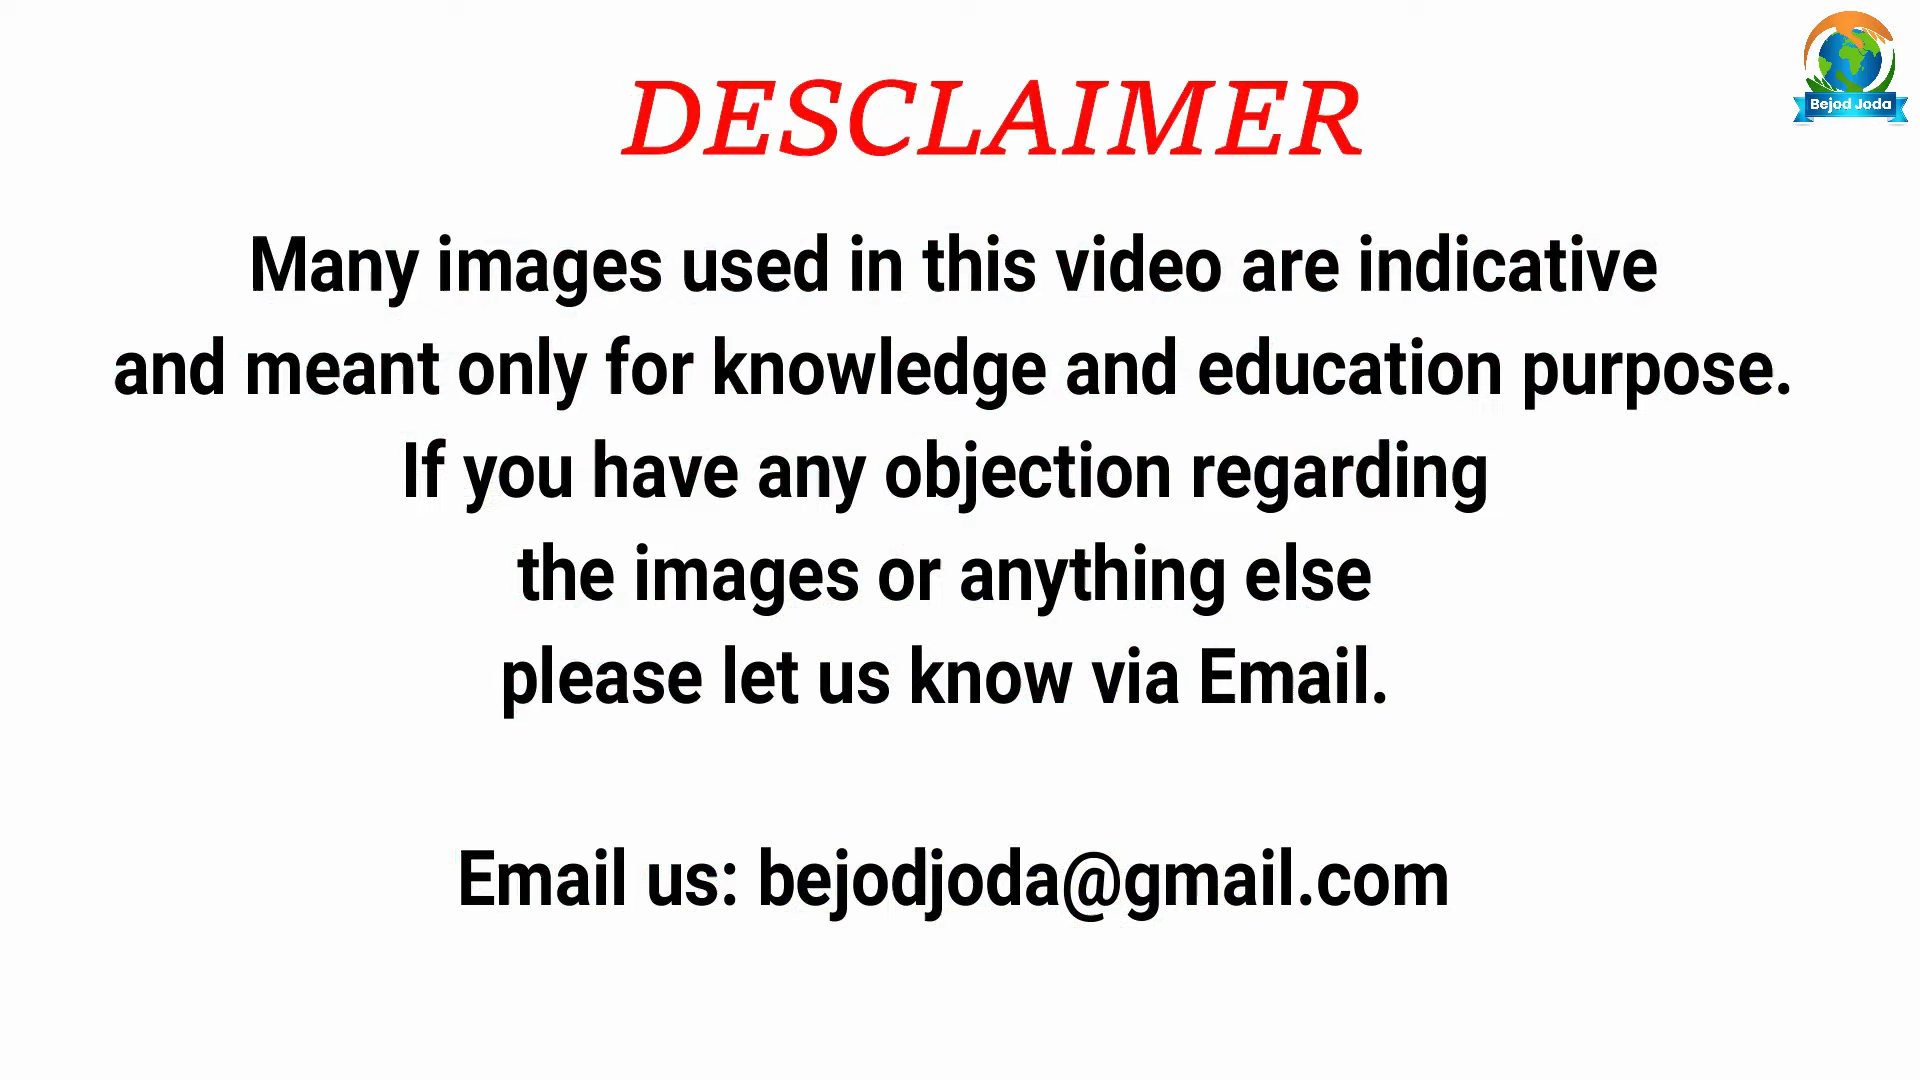 Bejod Joda
DESCLAIMER
Many images used in this video are indicative
and meant only for knowledge and education purpose.
If you have any objection regarding
the images or anything else
please let us know via Email.
Email us: bejodjoda@gmail.com